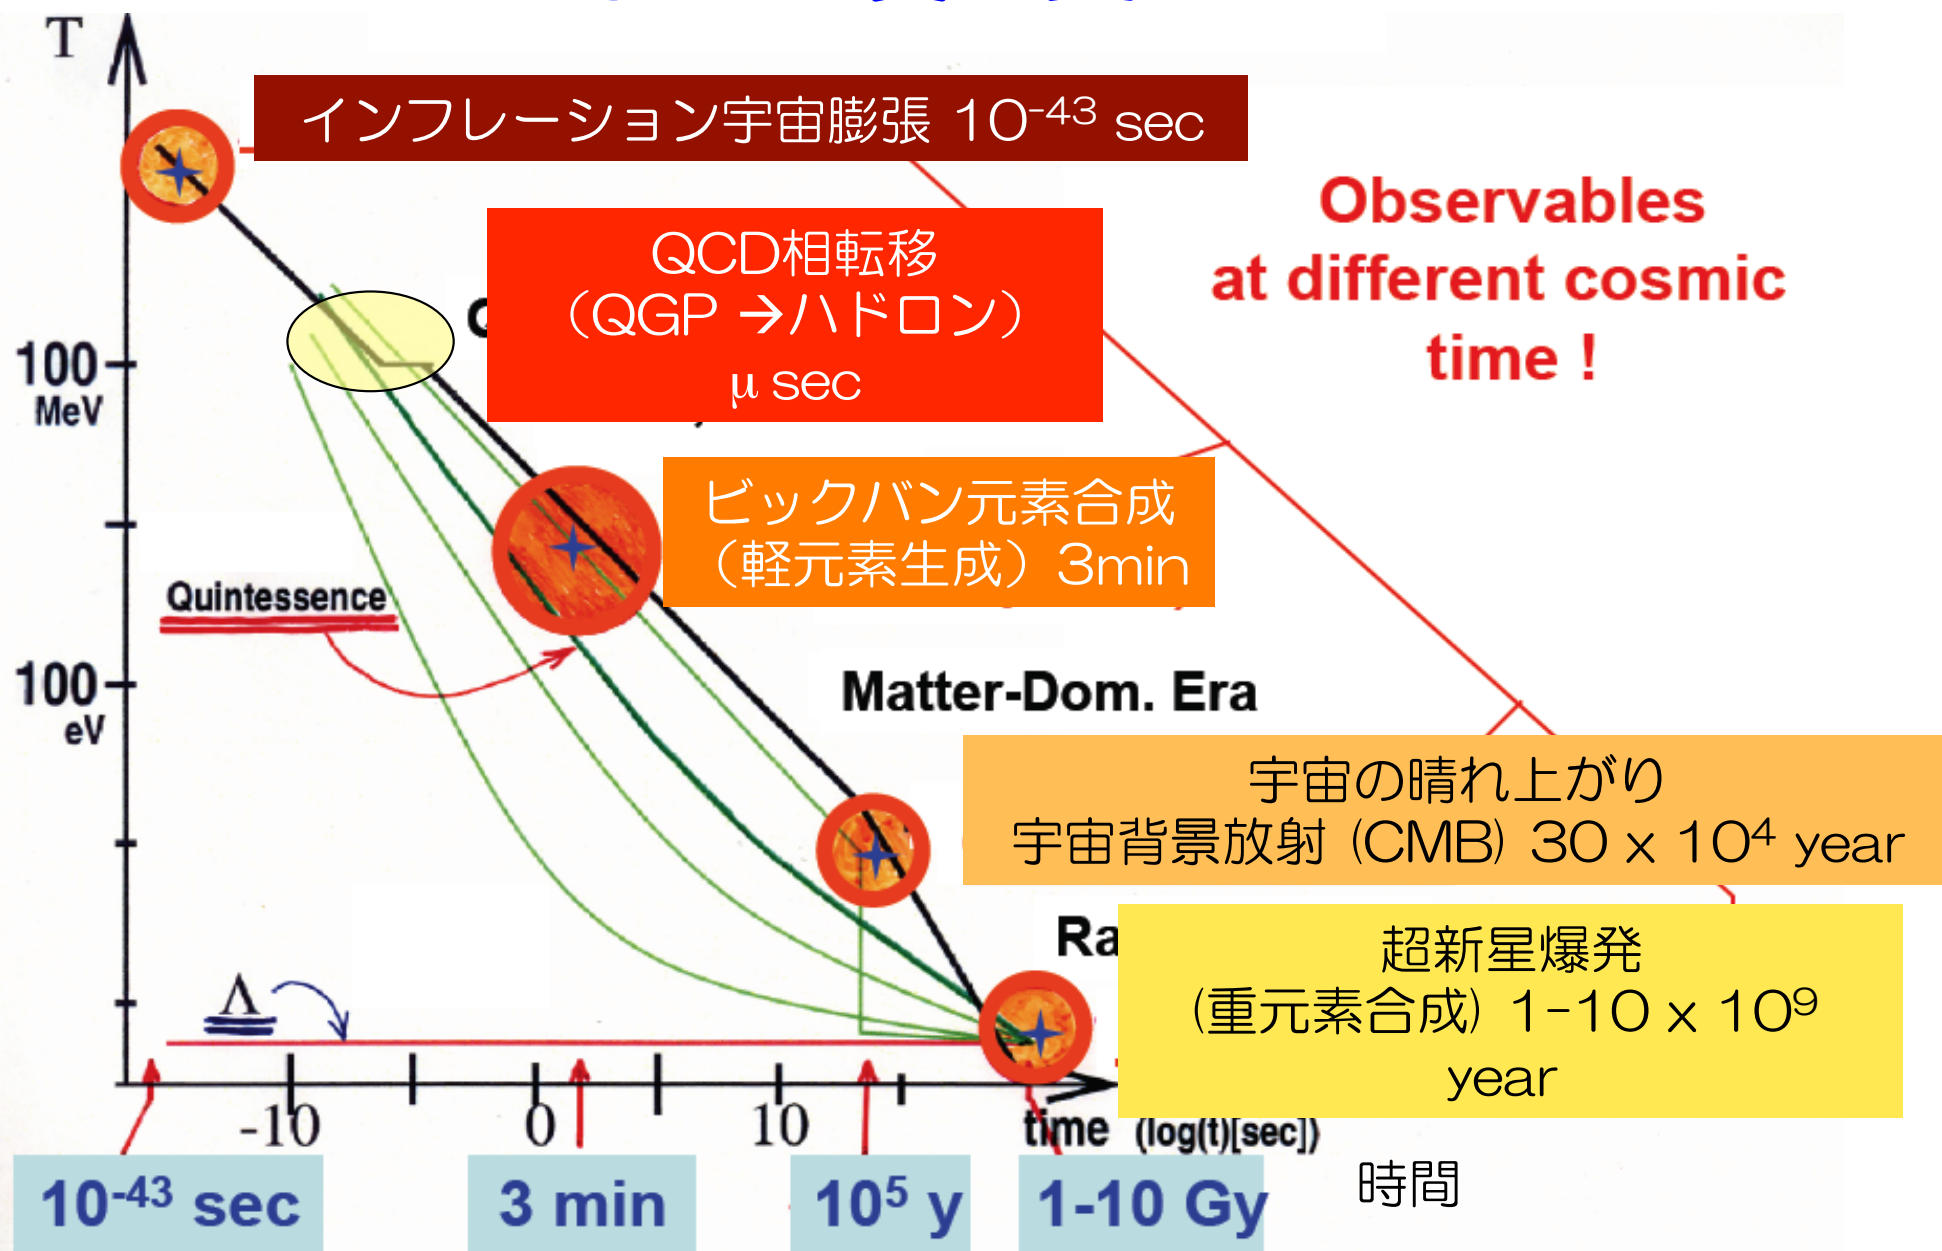 T
インフレーション宇宙膨張 10⁻⁴³ sec
Observables
at different cosmic
time !
QCD相転移
（QGP →ハドロン）
μ sec
100
MeV
ビックバン元素合成
（軽元素生成）3min
Quintessence
100
eV
Matter-Dom. Era
宇宙の晴れ上がり
宇宙背景放射 (CMB) 30 x 10⁴ year
超新星爆発
(重元素合成) 1-10 x 10⁹
year
Λ
-10 0 10
time (log(t)[sec])
時間
10⁻⁴³ sec 3 min 10⁵ y 1-10 Gy